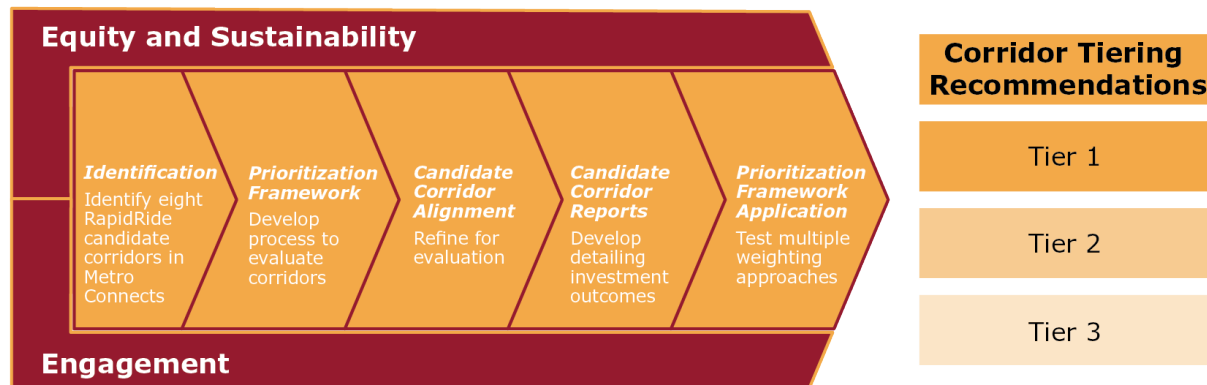 Equity and Sustainability
Identification
Identify eight
RapidRide
candidate
corridors in
Metro
Connects
Prioritization
Framework
Develop
process to
evaluate
corridors
Candidate
Corridor
Alignment
Refine for
evaluation
Candidate
Corridor
Reports
Develop
detailing
investment
outcomes
Prioritization
Framework
Application
Test multiple
weighting
approaches
Engagement
Corridor Tiering
Recommendations
Tier 1
Tier 2
Tier 3